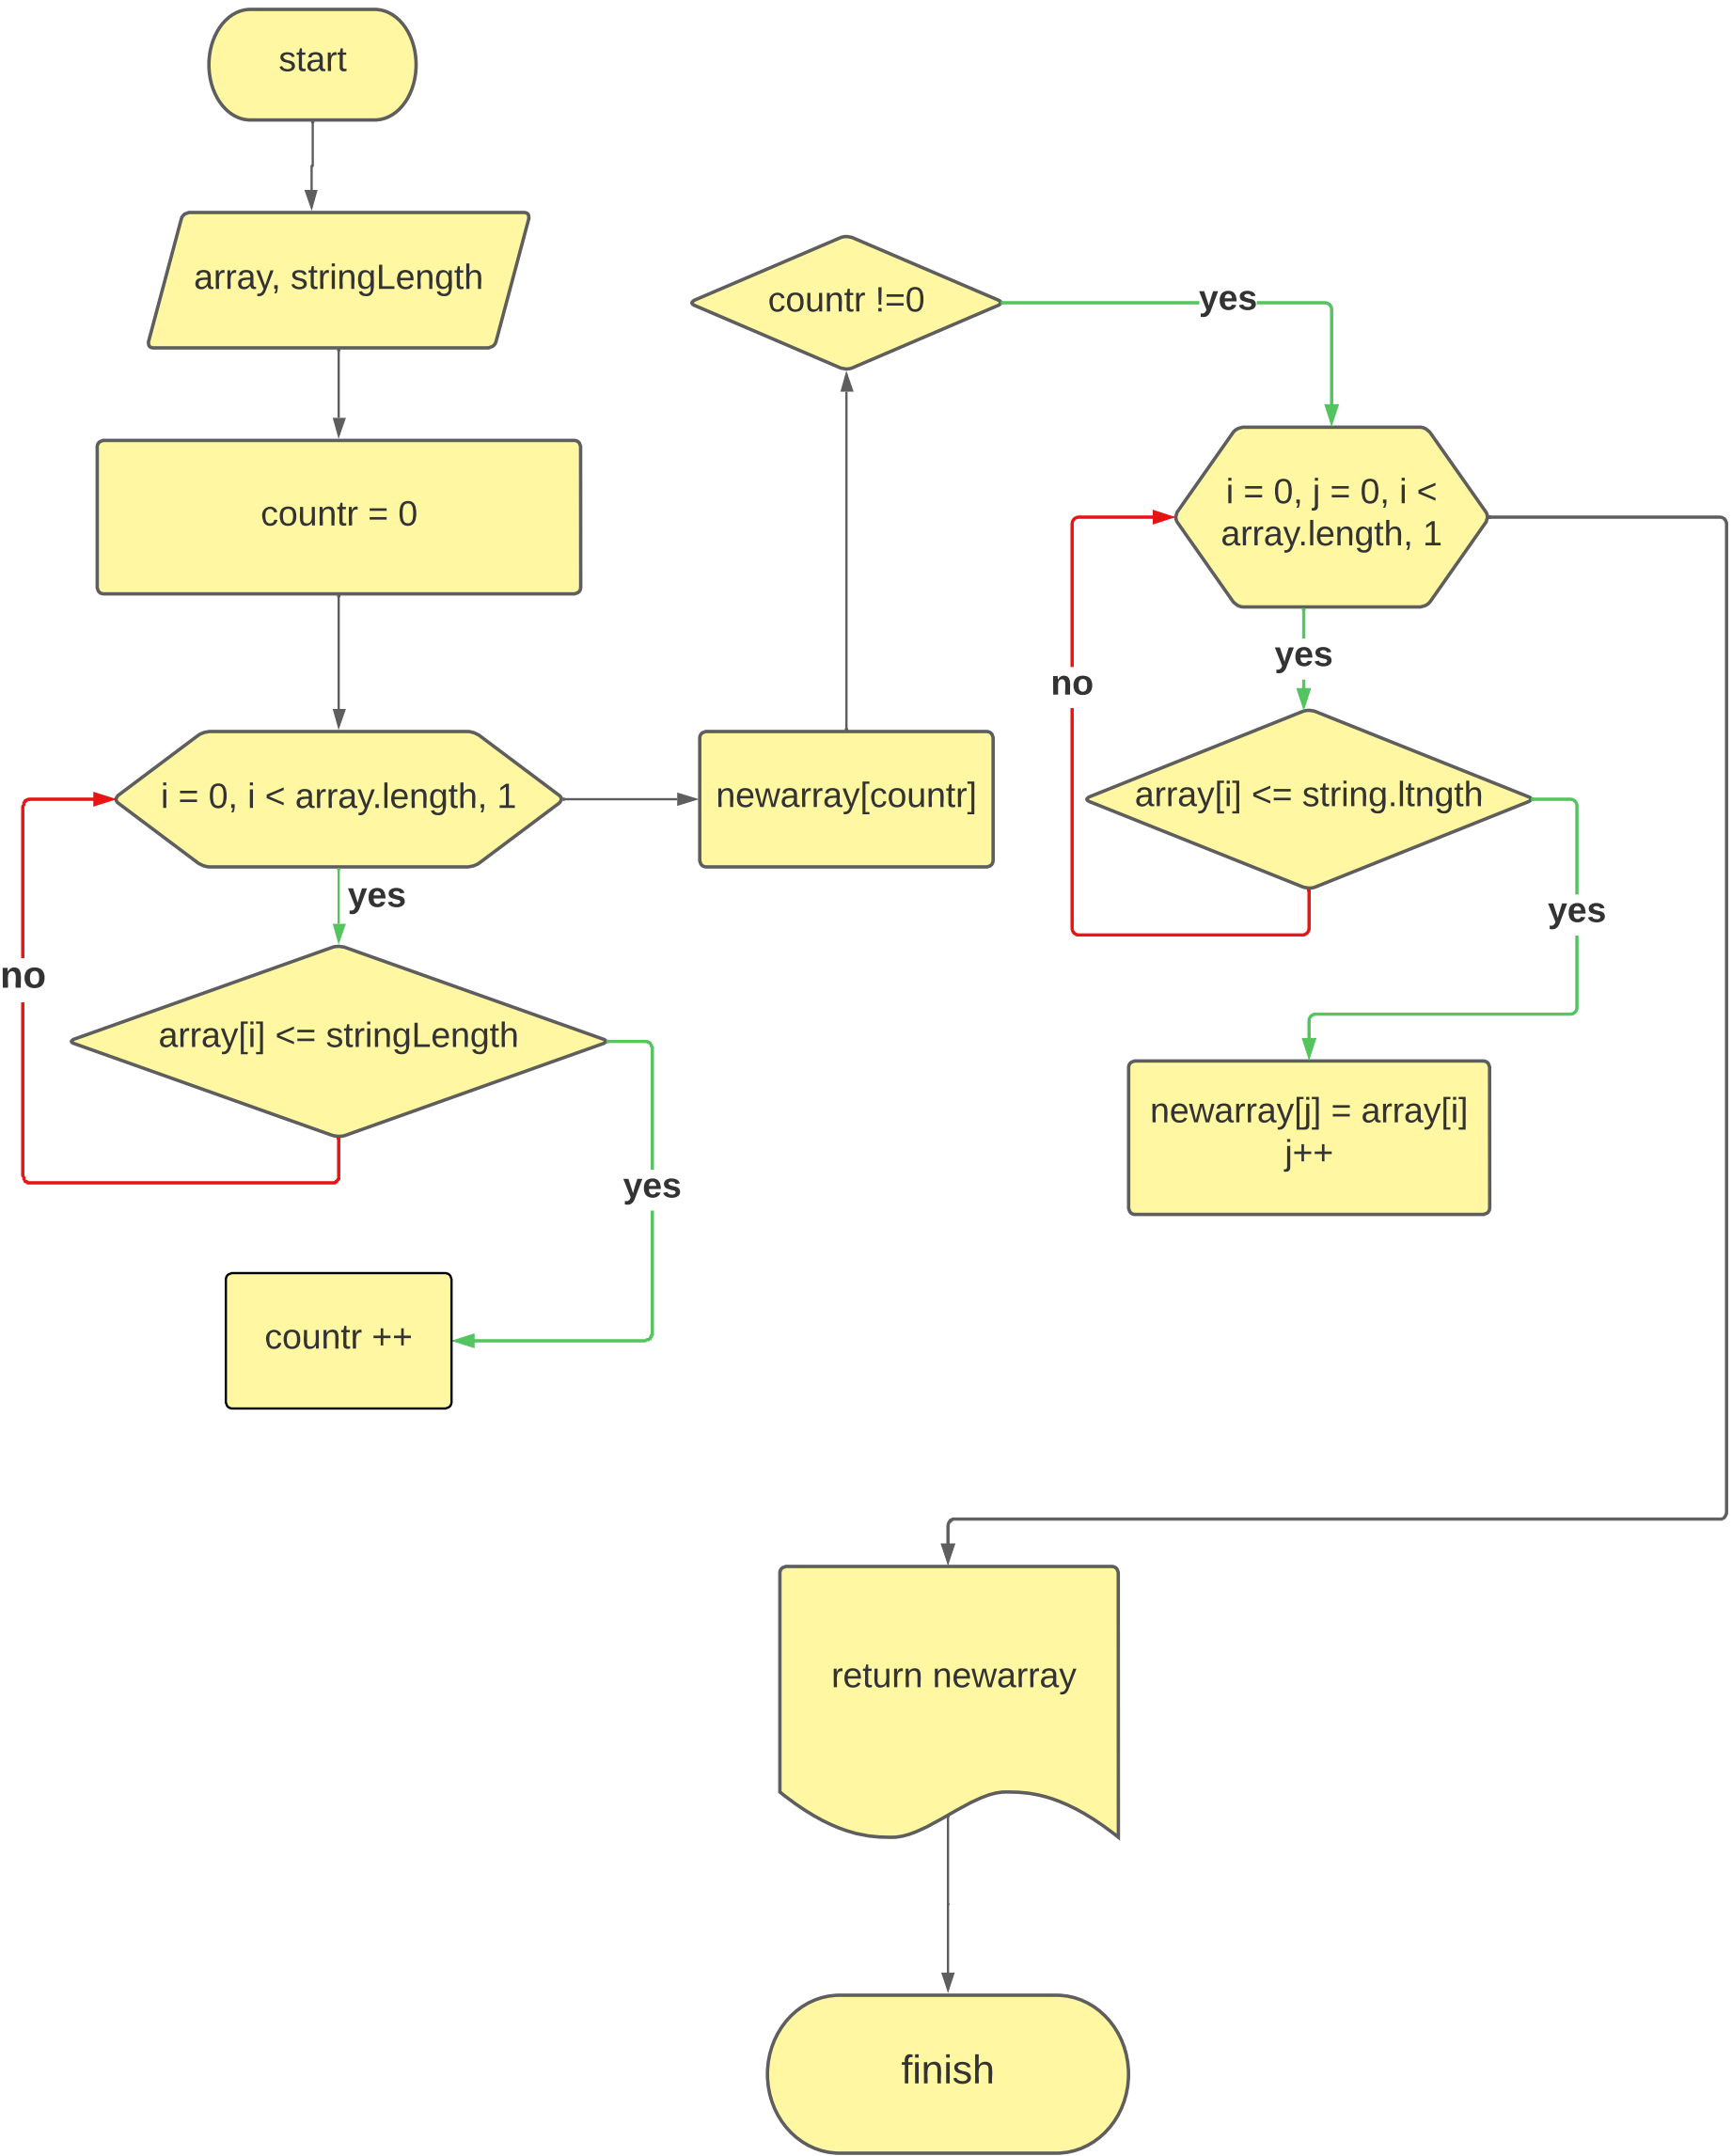 start
array, stringLength
countr = 0
i = 0, i < array.length, 1
yes
no
array[i] <= stringLength
yes
countr ++
newarray[countr]
countr !=0
yes
i = 0, j = 0, i <
array.length, 1
yes
no
array[i] <= string.ltngth
yes
newarray[j] = array[i]
j++
return newarray
finish